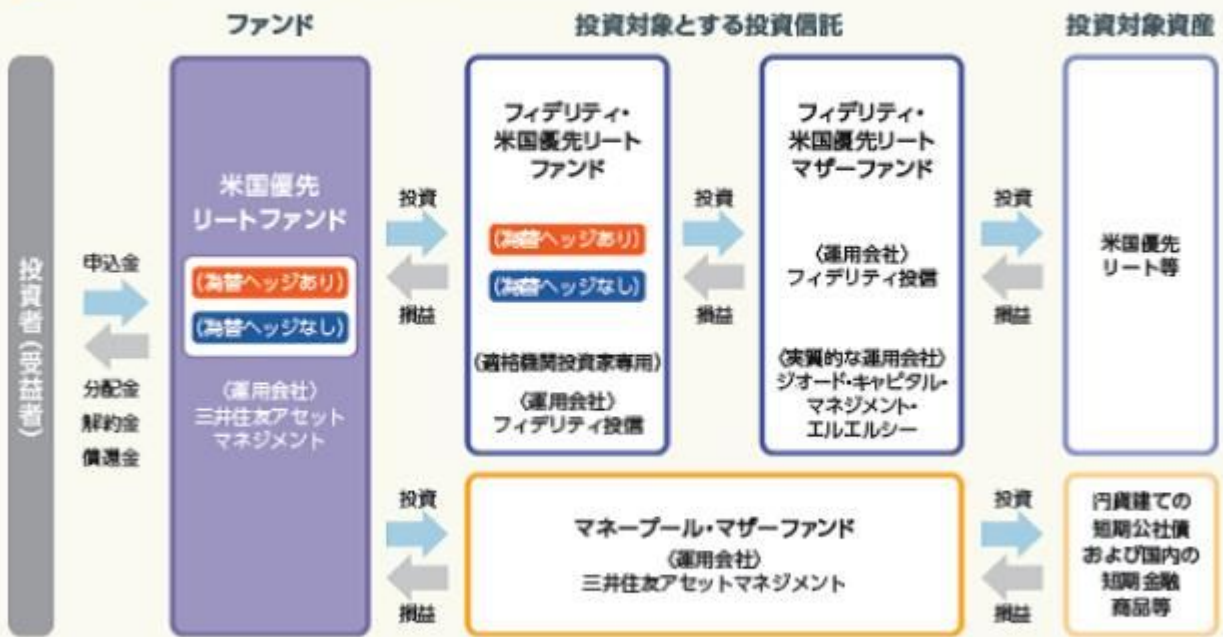 ファンド
投資対象とする投資信託
投資対象資産
投資者(受益者)
申込金
分配金
解約金
償還金
米国優先
リートファンド
(為替ヘッジあり)
(為替ヘッジなし)
〈運用会社〉
三井住友アセット
マネジメント
投資
損益
フィデリティ・
米国優先リート
ファンド
(為替ヘッジあり)
(為替ヘッジなし)
(適格機関投資家専用)
〈運用会社〉
フィデリティ投信
投資
損益
フィデリティ・
米国優先リート
マザーファンド
〈運用会社〉
フィデリティ投信
〈実質的な運用会社〉
ジオード・キャピタル・
マネジメント・
エルエルシー
投資
損益
米国優先
リート等
投資
損益
マネープール・マザーファンド
〈運用会社〉
三井住友アセットマネジメント
投資
損益
円貨建ての
短期公社債
および国内の
短期金融
商品等